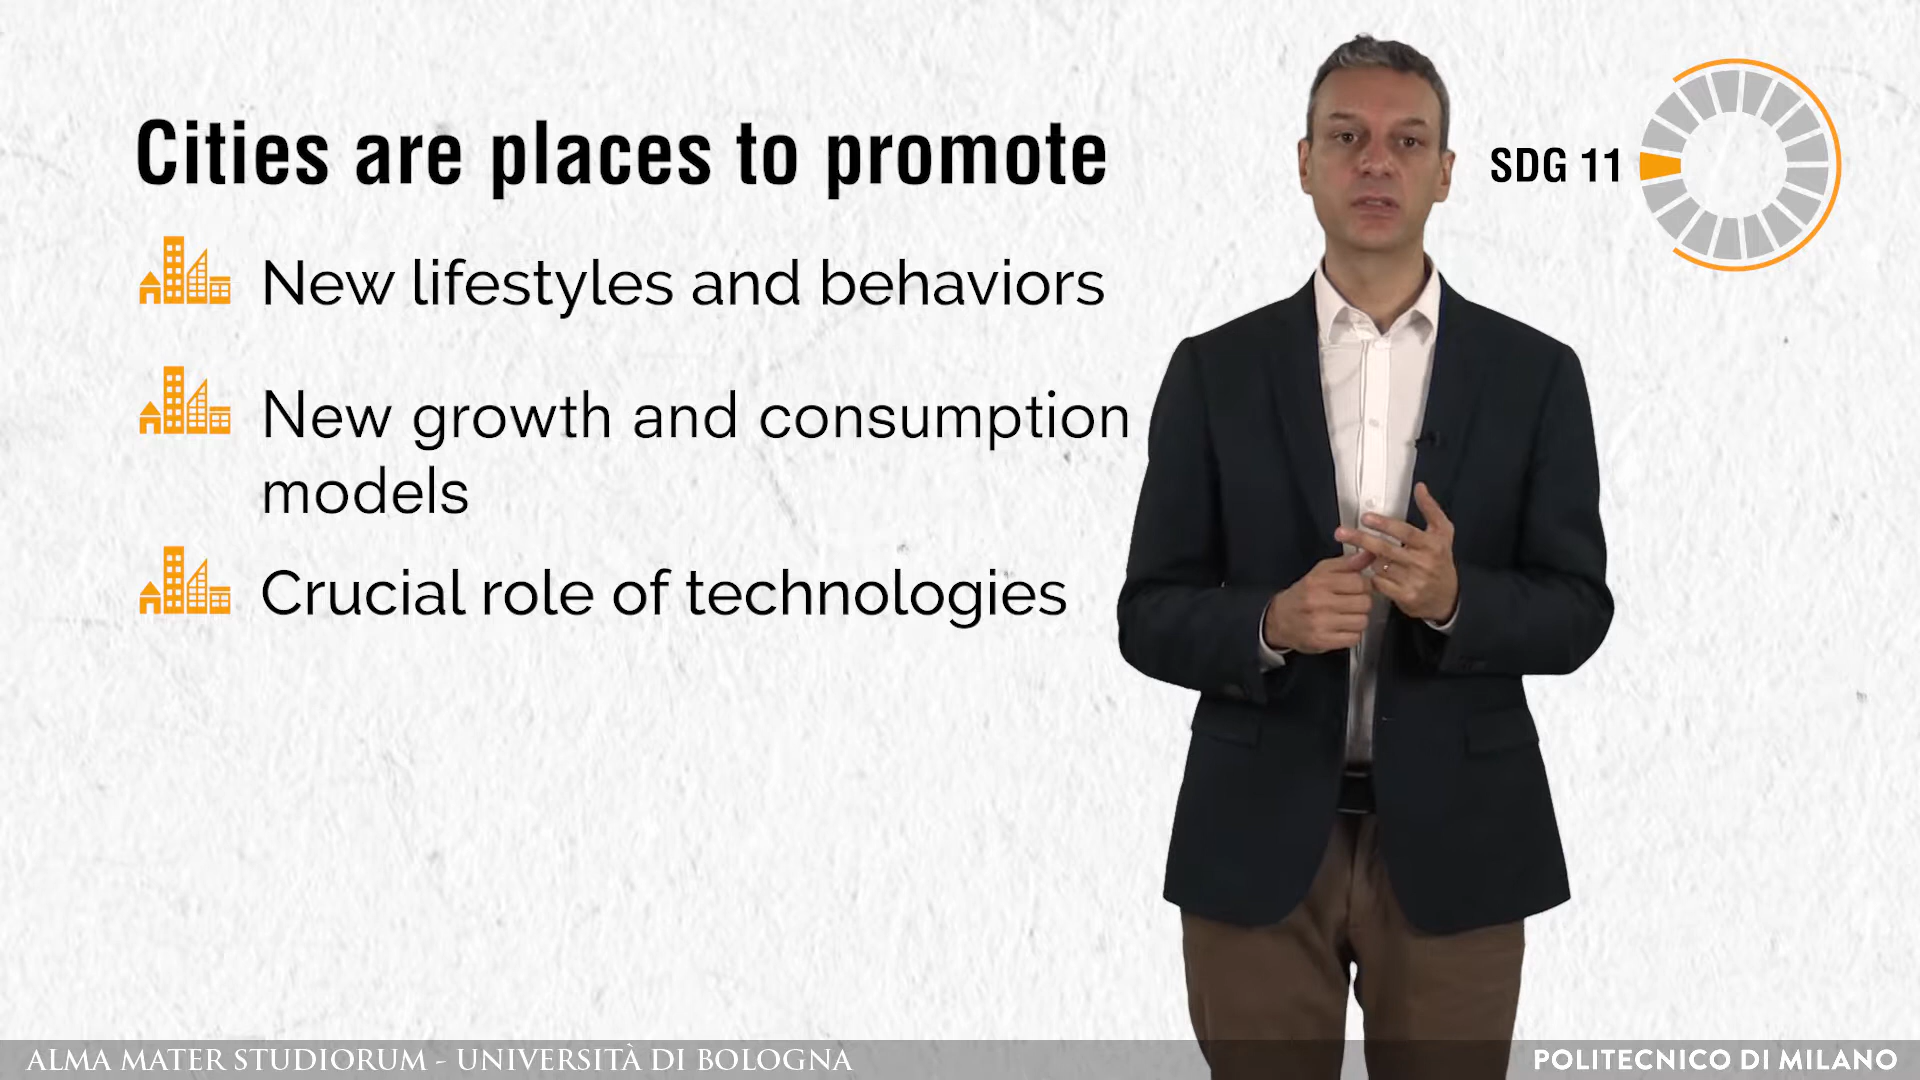 Cities are places to promote
SDG 11
New lifestyles and behaviors
New growth and consumption
models
Crucial role of technologies
ALMA MATER STUDIORUM - UNIVERSITÀ DI BOLOGNA
POLITECNICO DI MILANO